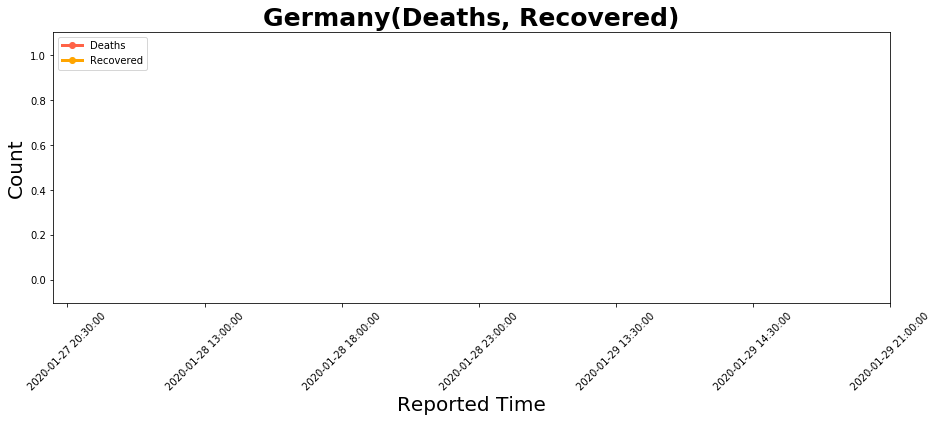 Germany(Deaths, Recovered)
Deaths
Recovered
1.0
0.8
0.6
0.4
0.2
0.0
Count
2020-01-27 20:30:00
2020-01-28 13:00:00
2020-01-28 18:00:00
2020-01-28 23:00:00
2020-01-29 13:30:00
2020-01-29 14:30:00
2020-01-29 21:00:00
Reported Time